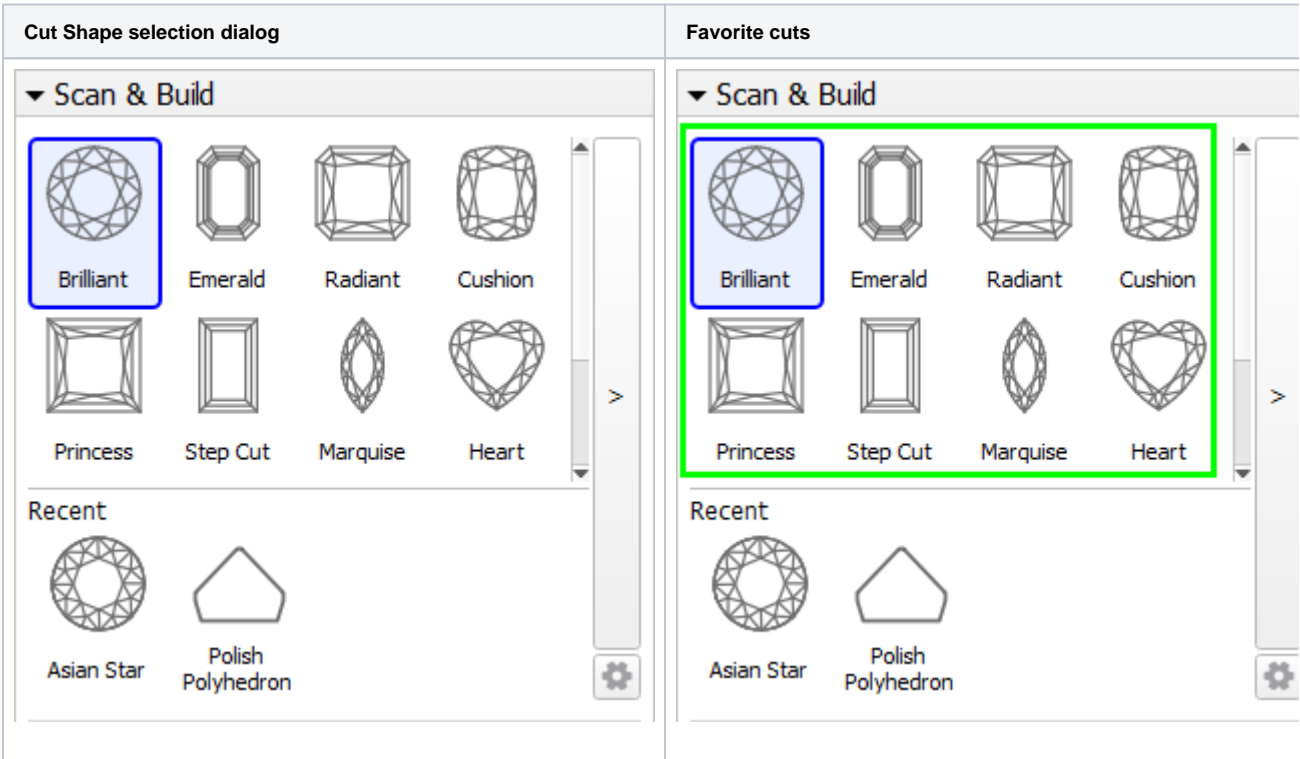 Cut Shape selection dialog
Favorite cuts
Scan & Build
Brilliant Emerald Radiant Cushion
Princess Step Cut Marquise Heart
>
Recent
Asian Star Polish Polyhedron
Scan & Build
Brilliant Emerald Radiant Cushion
Princess Step Cut Marquise Heart
>
Recent
Asian Star Polish Polyhedron